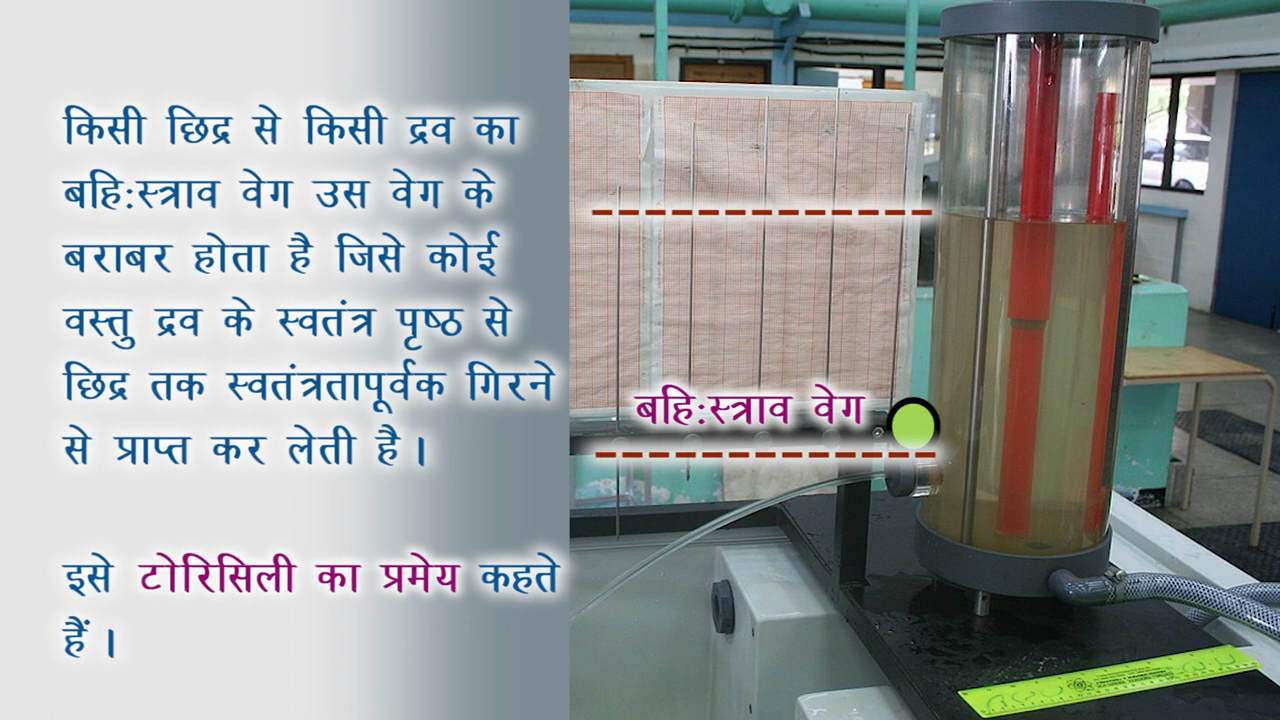 किसी छिद्र से किसी द्रव का
बहि:स्त्राव वेग उस वेग के
बराबर होता है जिसे कोई
वस्तु द्रव के स्वतंत्र पृष्ठ से
छिद्र तक स्वतंत्रतापूर्वक गिरने
से प्राप्त कर लेती है।
इसे टोरिसिली का प्रमेय कहते
हैं।
बहि:स्त्राव वेग